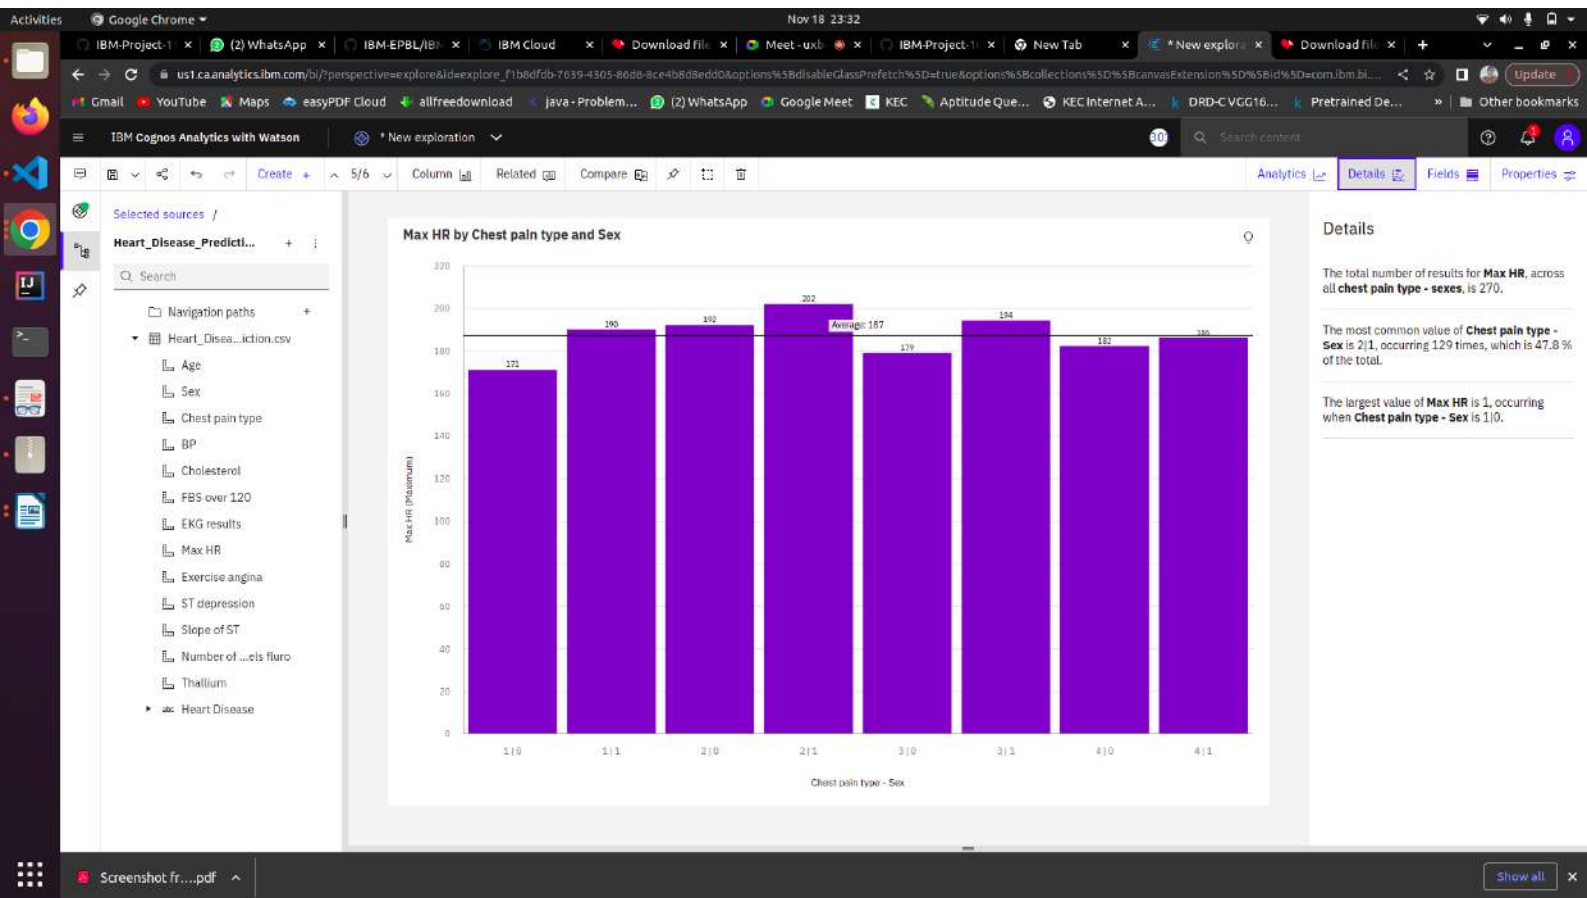 Activities Google Chrome Nov 18 23:32
IBM-Project-1 (2) WhatsApp IBM-EPBL/IBM IBM Cloud Download file Meet - uxb IBM-Project-1 New Tab * New explora Download file
us1.ca.analytics.ibm.com/bi/?perspective=explore&id=explore_ Update
Gmail YouTube Maps easyPDF Cloud allfreedownload java - Problem... (2) WhatsApp Google Meet KEC Aptitude Que... KEC Internet A... DRD-C VGG16... Pretrained De... » Other bookmarks
IBM Cognos Analytics with Watson * New exploration Search content
Create + 5/6 Column Related Compare Analytics Details Fields Properties
Selected sources /
Heart_Disease_Predicti...
Search
Navigation paths +
Heart_Disea...iction.csv
Age
Sex
Chest pain type
BP
Cholesterol
FBS over 120
EKG results
Max HR
Exercise angina
ST depression
Slope of ST
Number of ...els fluro
Thallium
abc Heart Disease
Max HR by Chest pain type and Sex
Max HR (Maximum)
220
200
180
160
140
120
100
80
60
40
20
0
171 190 192 202 179 194 182 186
Average: 187
1|0 1|1 2|0 2|1 3|0 3|1 4|0 4|1
Chest pain type - Sex
Details
The total number of results for Max HR, across
all chest pain type - sexes, is 270.
The most common value of Chest pain type -
Sex is 2|1, occurring 129 times, which is 47.8 %
of the total.
The largest value of Max HR is 1, occurring
when Chest pain type - Sex is 1|0.
Screenshot fr....pdf Show all